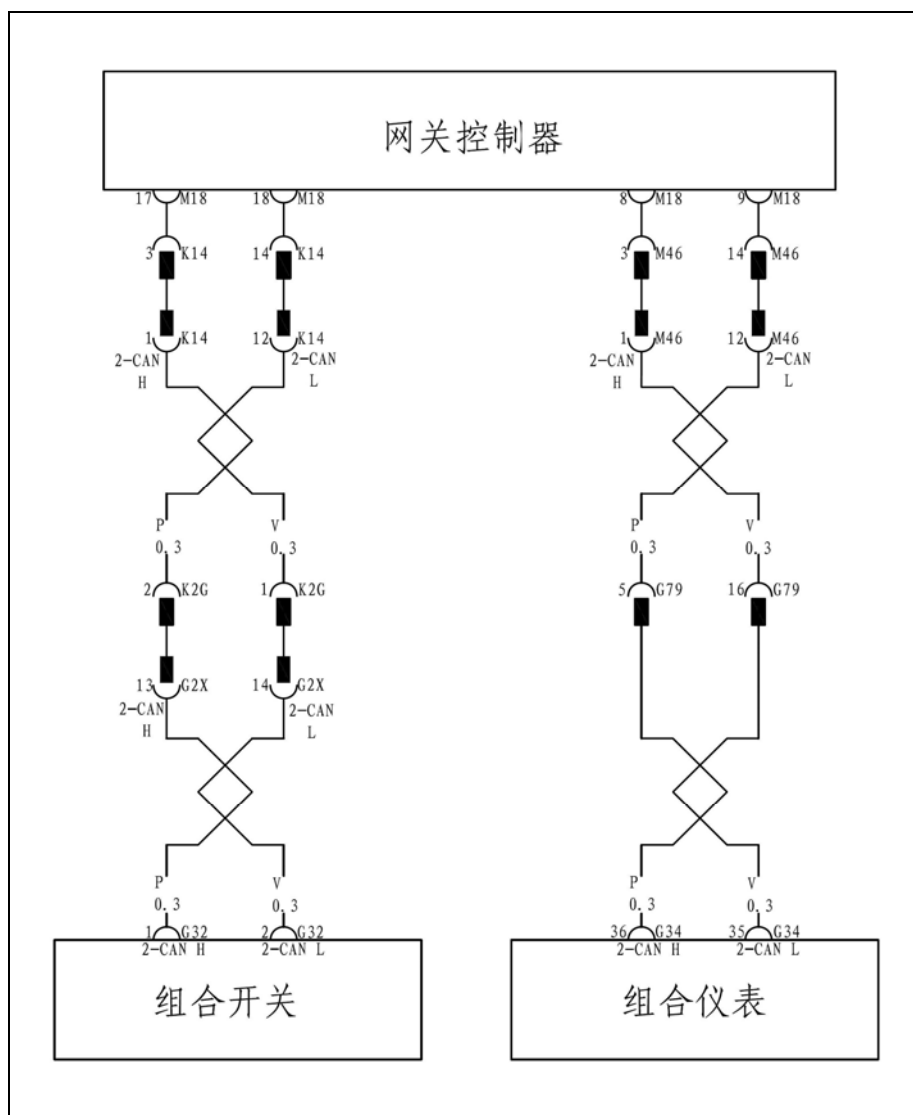 网关控制器
17 M18 18 M18 8 M18 9 M18
3 K14 14 K14 3 M46 14 M46
1 K14 12 K14 1 M46 12 M46
2-CAN 2-CAN 2-CAN 2-CAN
H L H L
P V P V
0.3 0.3 0.3 0.3
2 K2G 1 K2G 5 G79 16 G79
13 G2X 14 G2X
2-CAN 2-CAN
H L
P V P V
0.3 0.3 0.3 0.3
1 G32 2 G32 36 G34 35 G34
2-CAN H 2-CAN L 2-CAN H 2-CAN L
组合开关 组合仪表